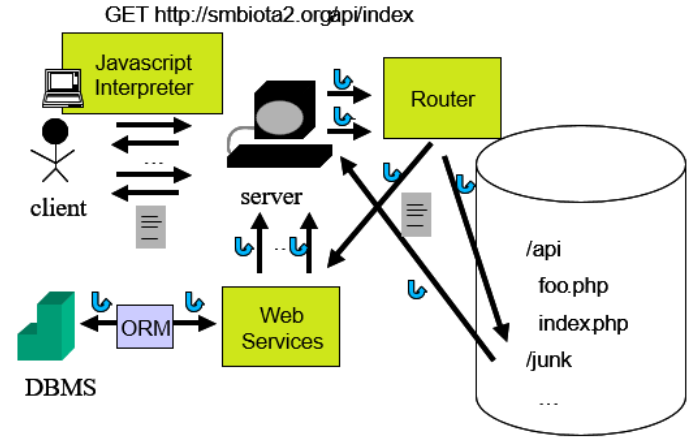 GET http://smbiota2.org/api/index
Javascript
Interpreter
Router
...
client
server
/api
foo.php
index.php
/junk
...
...
ORM
Web
Services
DBMS